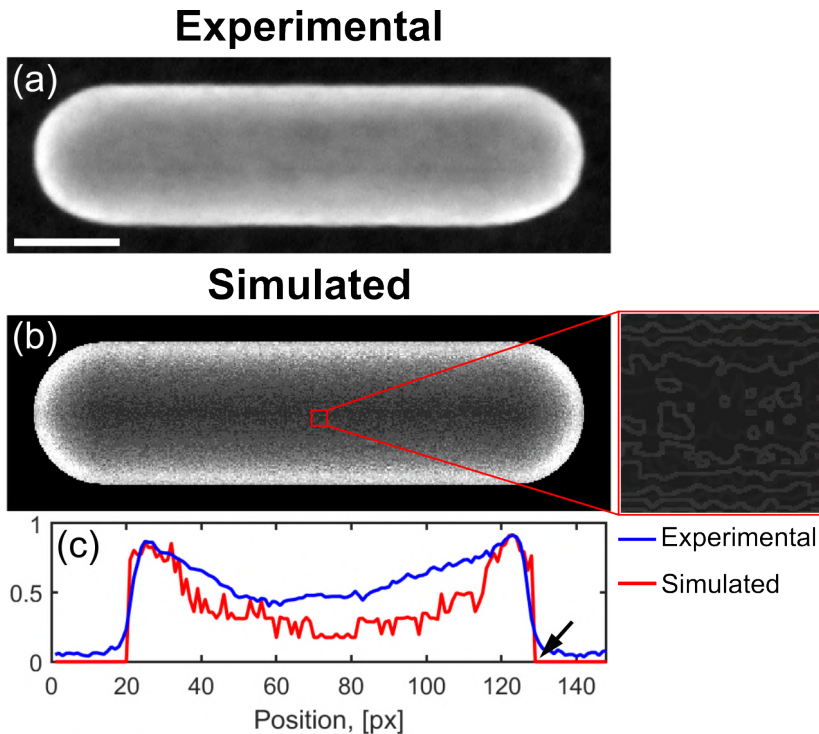 Experimental
(a)
Simulated
(b)
(c)
1
0.5
0
0 20 40 60 80 100 120 140
Position, [px]
Experimental
Simulated